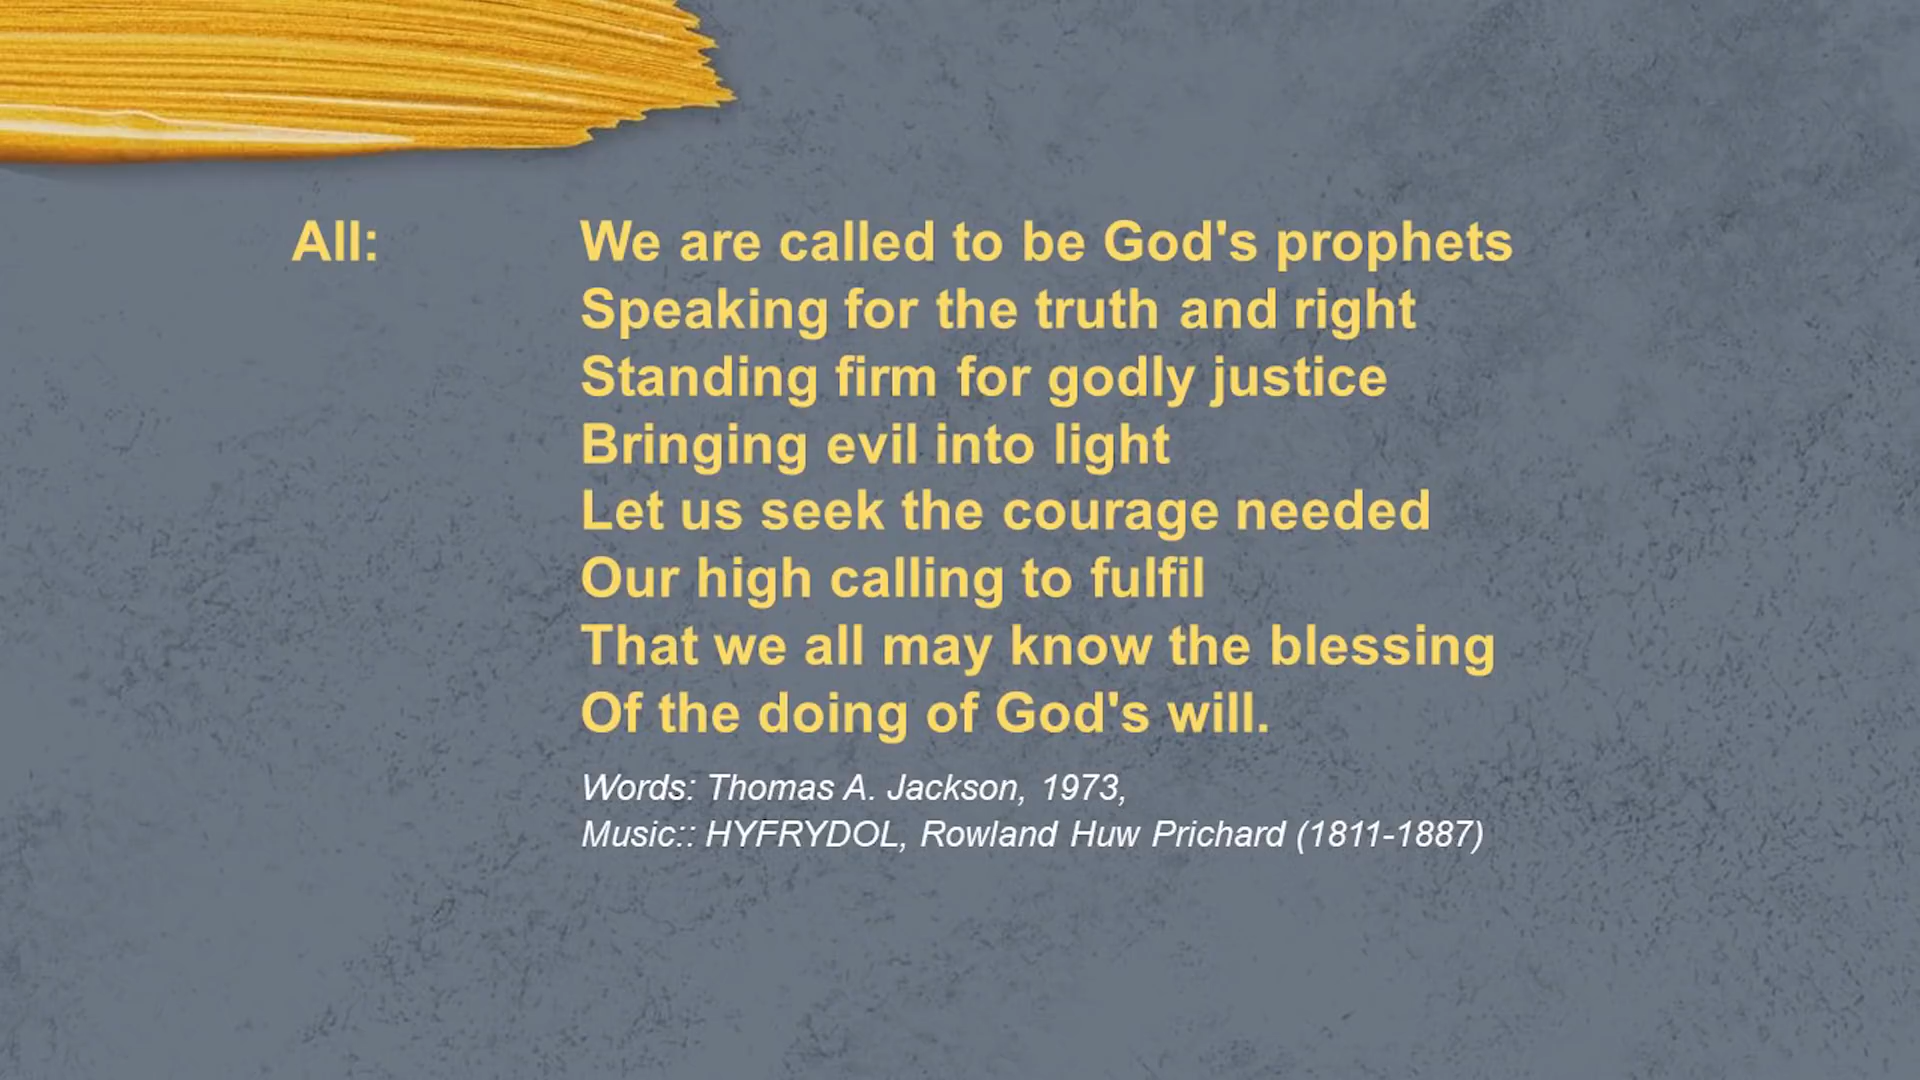 All: We are called to be God's prophets
Speaking for the truth and right
Standing firm for godly justice
Bringing evil into light
Let us seek the courage needed
Our high calling to fulfil
That we all may know the blessing
Of the doing of God's will.
Words: Thomas A. Jackson, 1973,
Music:: HYFRYDOL, Rowland Huw Prichard (1811-1887)